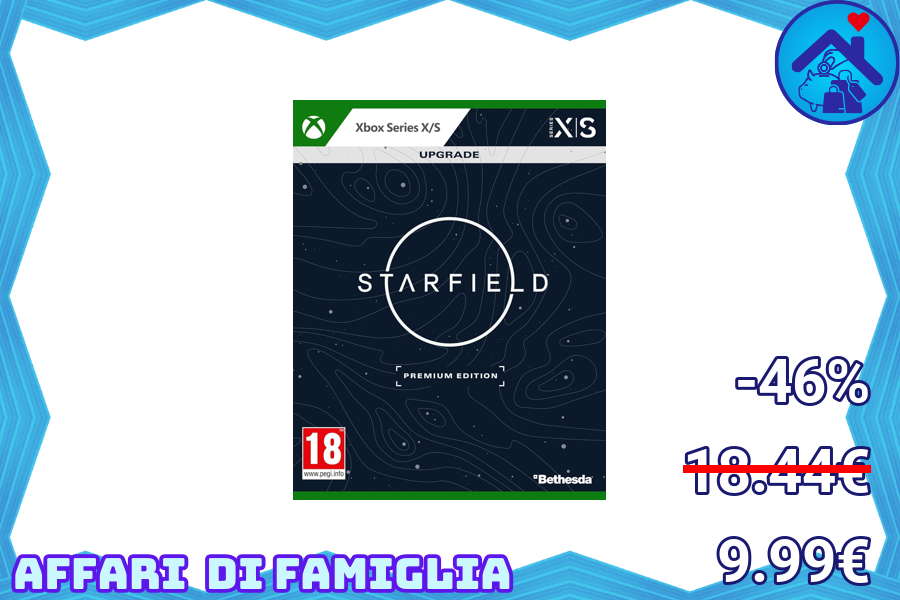 Xbox Series X/S
SERIES X|S
UPGRADE
STARFIELD
PREMIUM EDITION
18
www.pegi.info
Bethesda
-46%
18.44€
9.99€
AFFARI DI FAMIGLIA